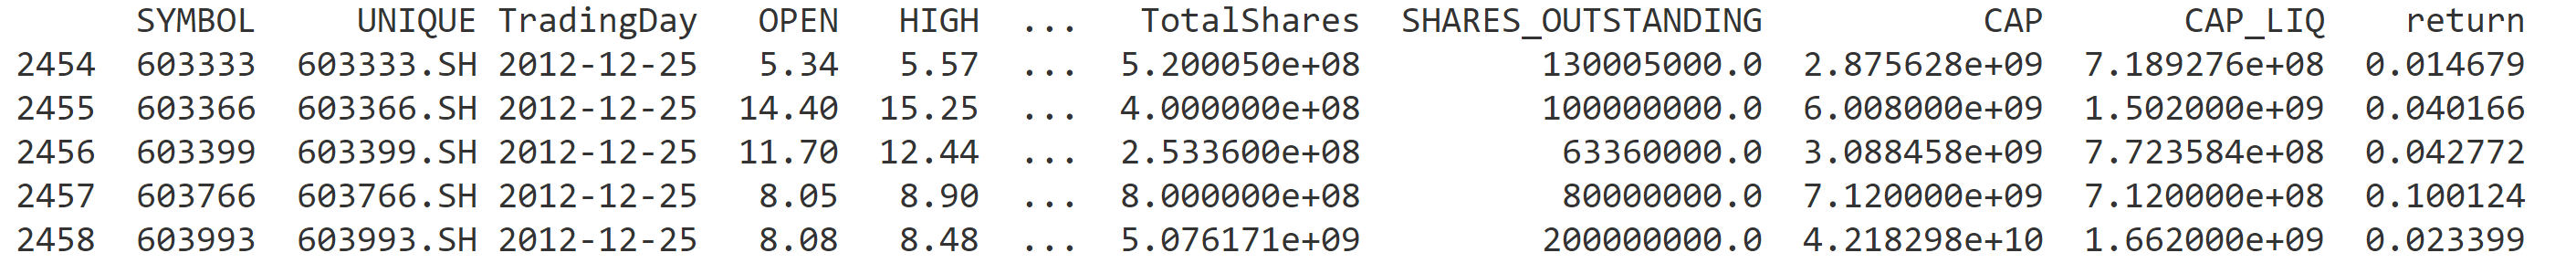 SYMBOL UNIQUE TradingDay OPEN HIGH ... TotalShares SHARES_OUTSTANDING CAP CAP_LIQ return
2454 603333 603333.SH 2012-12-25 5.34 5.57 ... 5.200050e+08 130005000.0 2.875628e+09 7.189276e+08 0.014679
2455 603366 603366.SH 2012-12-25 14.40 15.25 ... 4.000000e+08 100000000.0 6.008000e+09 1.502000e+09 0.040166
2456 603399 603399.SH 2012-12-25 11.70 12.44 ... 2.533600e+08 63360000.0 3.088458e+09 7.723584e+08 0.042772
2457 603766 603766.SH 2012-12-25 8.05 8.90 ... 8.000000e+08 80000000.0 7.120000e+09 7.120000e+08 0.100124
2458 603993 603993.SH 2012-12-25 8.08 8.48 ... 5.076171e+09 200000000.0 4.218298e+10 1.662000e+09 0.023399